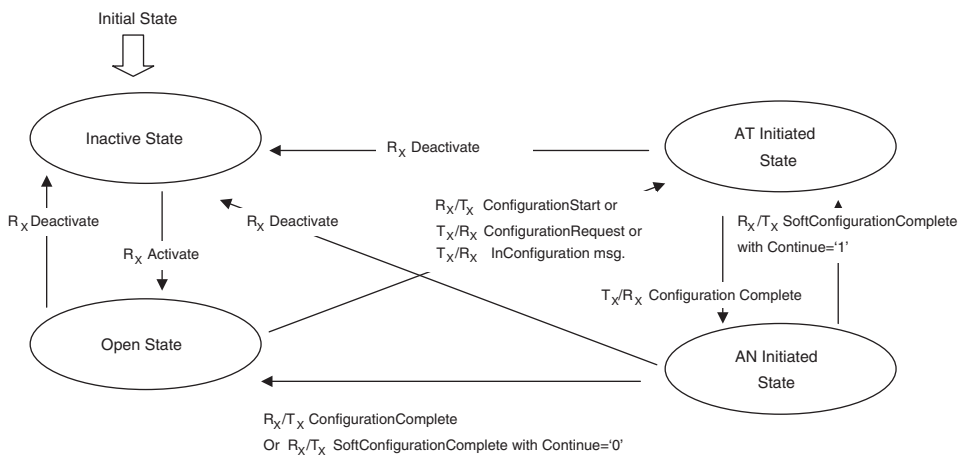 Initial State
Inactive State
AT Initiated
State
RX Deactivate
RX Deactivate
RX Deactivate
RX Activate
RX/TX ConfigurationStart or
TX/RX ConfigurationRequest or
TX/RX InConfiguration msg.
RX/TX SoftConfigurationComplete
with Continue=‘1’
TX/RX Configuration Complete
Open State
AN Initiated
State
RX/TX ConfigurationComplete
Or RX/TX SoftConfigurationComplete with Continue=‘0’